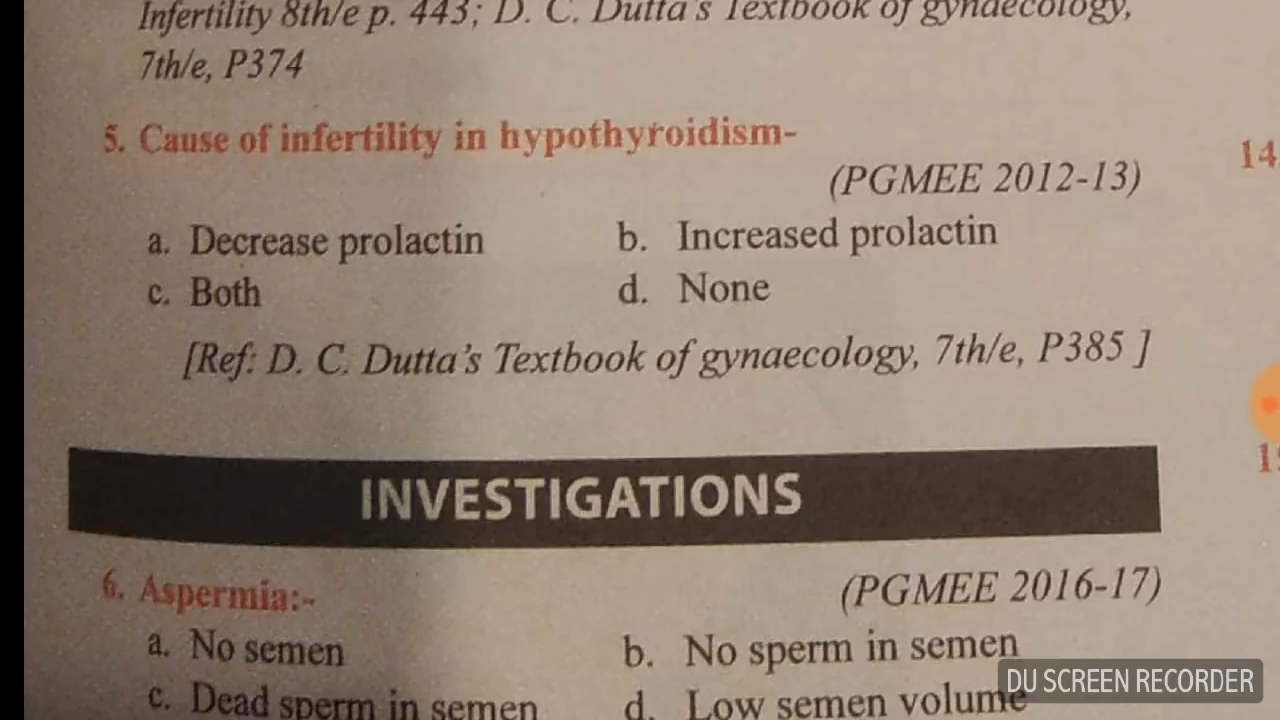 Infertility 8th/e p. 443; D. C. Dutta's Textbook of gynaecology,
7th/e, P374
5. Cause of infertility in hypothyroidism-
(PGMEE 2012-13)
a. Decrease prolactin b. Increased prolactin
c. Both d. None
[Ref: D. C. Dutta's Textbook of gynaecology, 7th/e, P385 ]
INVESTIGATIONS
6. Aspermia:-
(PGMEE 2016-17)
a. No semen b. No sperm in semen
c. Dead sperm in semen d. Low semen volume
14
DU SCREEN RECORDER